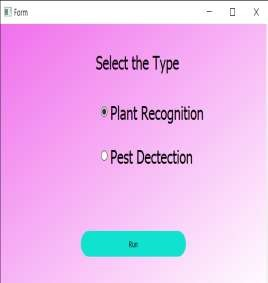 Form
Select the Type
Plant Recognition
Pest Dectection
Run